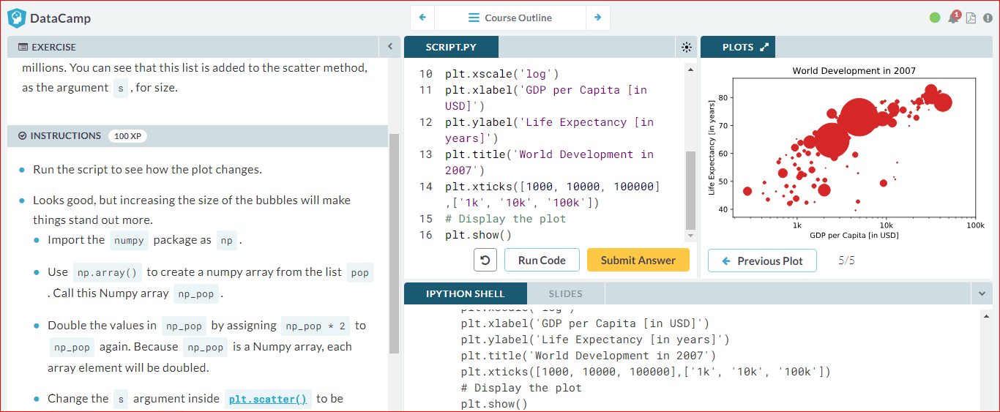 DataCamp
Course Outline
1
EXERCISE
millions. You can see that this list is added to the scatter method,
as the argument s , for size.
INSTRUCTIONS 100 XP
Run the script to see how the plot changes.
Looks good, but increasing the size of the bubbles will make
things stand out more.
Import the numpy package as np .
Use np.array() to create a numpy array from the list pop
. Call this Numpy array np_pop .
Double the values in np_pop by assigning np_pop * 2 to
np_pop again. Because np_pop is a Numpy array, each
array element will be doubled.
Change the s argument inside plt.scatter() to be
SCRIPT.PY
10 plt.xscale('log')
11 plt.xlabel('GDP per Capita [in
USD]')
12 plt.ylabel('Life Expectancy [in
years]')
13 plt.title('World Development in
2007')
14 plt.xticks([1000, 10000, 100000]
,['1k', '10k', '100k'])
15 # Display the plot
16 plt.show()
Run Code
Submit Answer
PLOTS
World Development in 2007
80
70
60
50
40
Life Expectancy [in years]
1k 10k 100k
GDP per Capita [in USD]
Previous Plot
5/5
IPYTHON SHELL
SLIDES
plt.xscale('log')
plt.xlabel('GDP per Capita [in USD]')
plt.ylabel('Life Expectancy [in years]')
plt.title('World Development in 2007')
plt.xticks([1000, 10000, 100000],['1k', '10k', '100k'])
# Display the plot
plt.show()